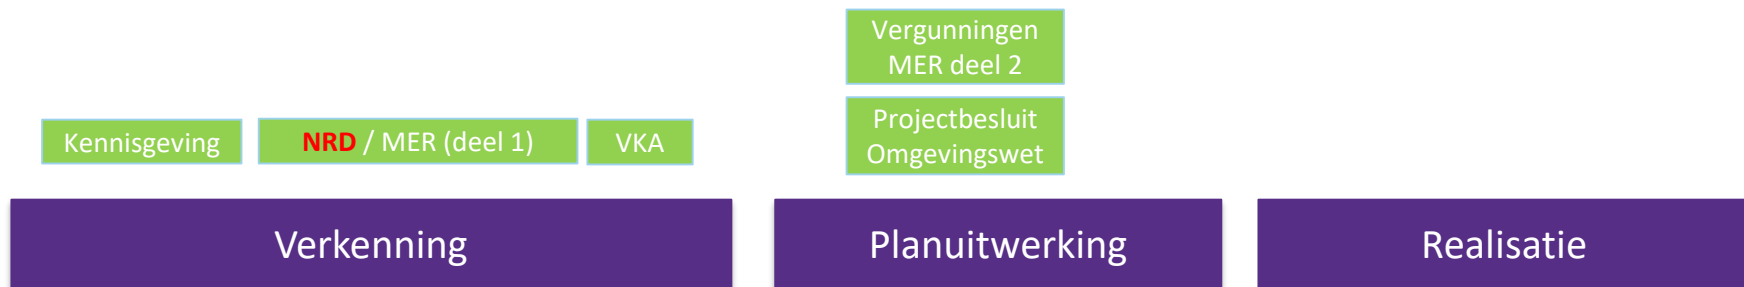 Vergunningen
MER deel 2
Projectbesluit
Omgevingswet
Kennisgeving
NRD / MER (deel 1)
VKA
Verkenning
Planuitwerking
Realisatie